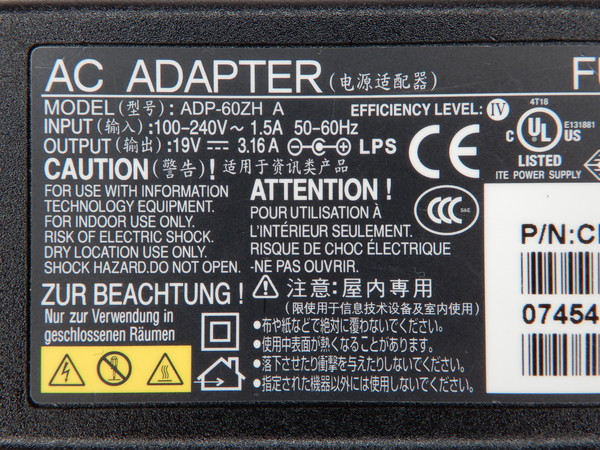 AC ADAPTER (电源适配器) FU
MODEL (型号): ADP-60ZH A EFFICIENCY LEVEL: IV
INPUT (输入): 100-240V~ 1.5A 50-60Hz
OUTPUT (输出): 19V ⎓ 3.16A ⊖-C-⊕ LPS
CE
4T18
c UL US
E131881
LISTED
ITE POWER SUPPLY
CAUTION (警告)! 适用于资讯类产品
FOR USE WITH INFORMATION
TECHNOLOGY EQUIPMENT.
FOR INDOOR USE ONLY.
RISK OF ELECTRIC SHOCK.
DRY LOCATION USE ONLY.
SHOCK HAZARD.DO NOT OPEN.
ATTENTION !
POUR UTILISATION À
L'INTÉRIEUR SEULEMENT.
RISQUE DE CHOC ÉLECTRIQUE
-NE PAS OUVRIR.
CCC S&E
P/N:C
07454
ZUR BEACHTUNG !
Nur zur Verwendung in
geschlossenen Räumen
⚠ 注意:屋内専用
(限使用于信息技术设备及室内使用)
●布や紙などで絶対に覆わないでください。
●使用中表面が熱くなることがあります。
●落下させたり衝撃を与えたりしないでください。
●指定された機器以外には使用しないでください。